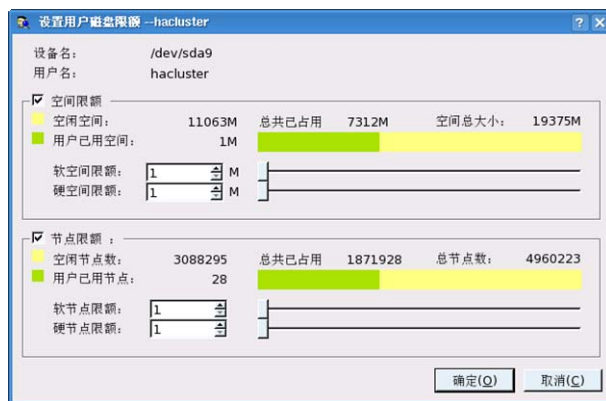 设置用户磁盘限额 --hacluster
设备名: /dev/sda9
用户名: hacluster
空间限额
空闲空间: 11063M 总共已占用 7312M 空间总大小: 19375M
用户已用空间: 1M
软空间限额: 1 M
硬空间限额: 1 M
节点限额 :
空闲节点数: 3088295 总共已占用 1871928 总节点数: 4960223
用户已用节点: 28
软节点限额: 1
硬节点限额: 1
确定(O) 取消(C)